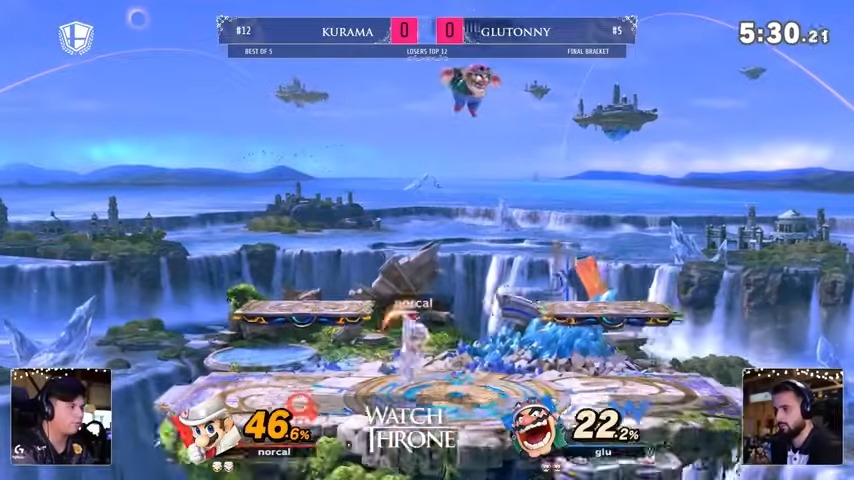 #12 KURAMA 0 0 GLUTONNY #5
BEST OF 5 LOSERS TOP 12 FINAL BRACKET
5:30.21
norcal
WATCH
THRONE
46.6%
norcal
22.2%
glu